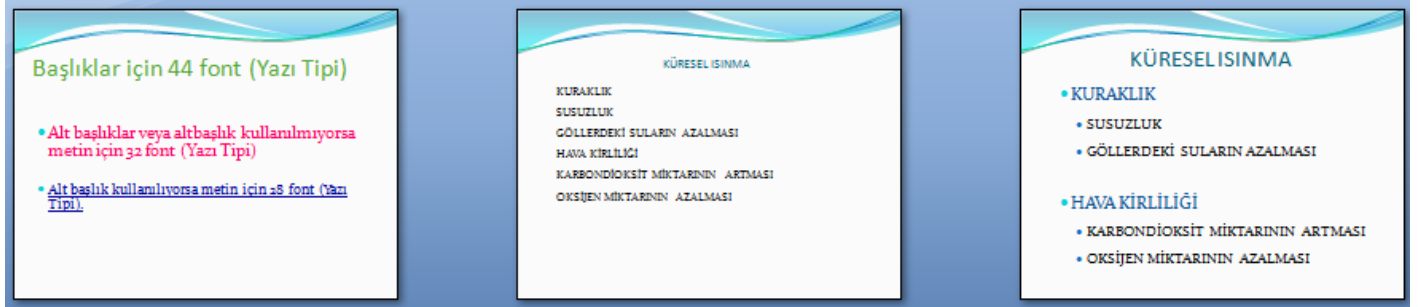 Başlıklar için 44 font (Yazı Tipi)
Alt başlıklar veya altbaşlık kullanılmıyorsa
metin için 32 font (Yazı Tipi)
Alt başlık kullanılıyorsa metin için 28 font (Yazı
Tipi).
KÜRESEL ISINMA
KURAKLIK
SUSUZLUK
GÖLLERDEKİ SULARIN AZALMASI
HAVA KİRLİLİĞİ
KARBONDİOKSİT MİKTARININ ARTMASI
OKSİJEN MİKTARININ AZALMASI
KÜRESEL ISINMA
KURAKLIK
SUSUZLUK
GÖLLERDEKİ SULARIN AZALMASI
HAVA KİRLİLİĞİ
KARBONDİOKSİT MİKTARININ ARTMASI
OKSİJEN MİKTARININ AZALMASI